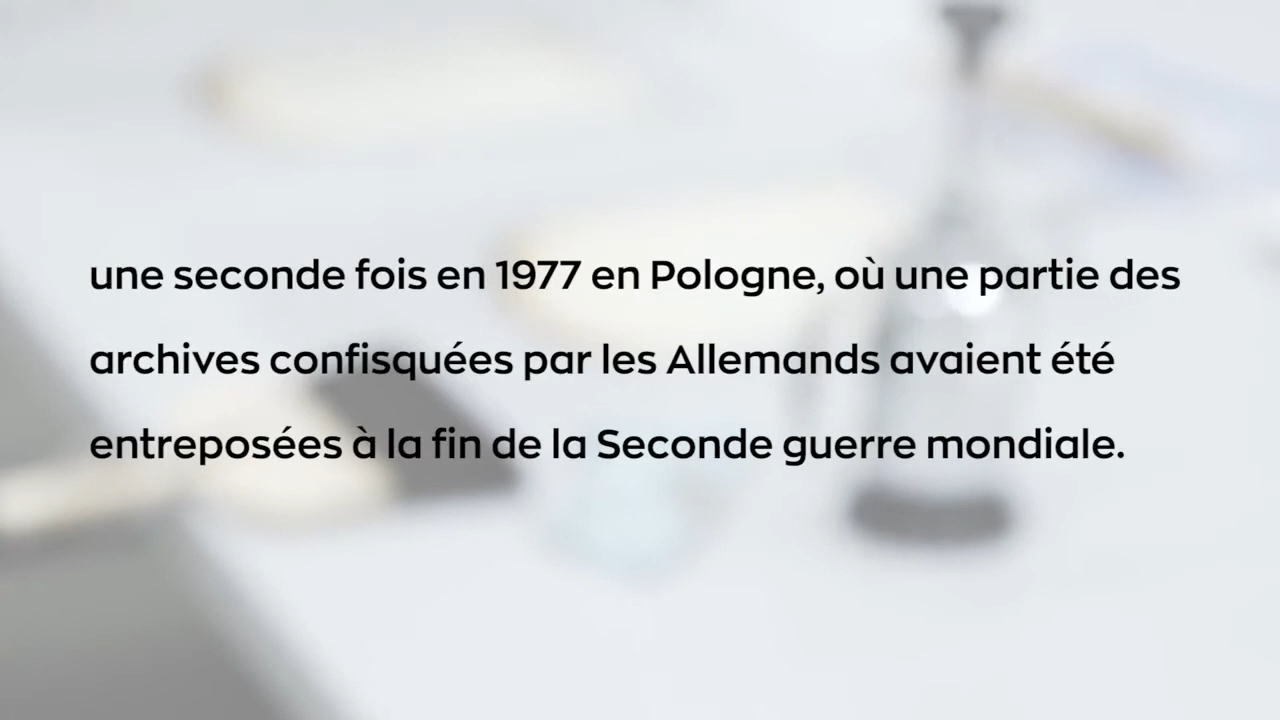 une seconde fois en 1977 en Pologne, où une partie des
archives confisquées par les Allemands avaient été
entreposées à la fin de la Seconde guerre mondiale.